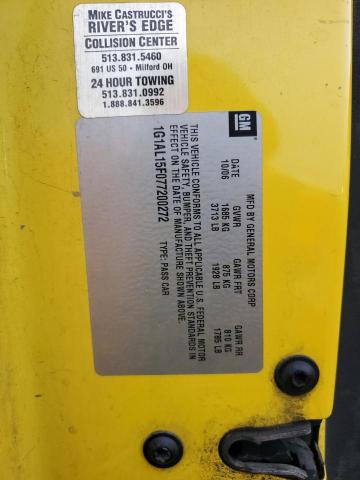 MIKE CASTRUCCI'S
RIVER'S EDGE
COLLISION CENTER
513.831.5460
691 US 50 • Milford OH
24 HOUR TOWING
513.831.0992
1.888.841.3596
GM
MFD BY GENERAL MOTORS CORP
DATE GVWR GAWR FRT GAWR RR
10/06 1685 KG 875 KG 810 KG
3713 LB 1928 LB 1785 LB
THIS VEHICLE CONFORMS TO ALL APPLICABLE U.S. FEDERAL MOTOR
VEHICLE SAFETY, BUMPER, AND THEFT PREVENTION STANDARDS IN
EFFECT ON THE DATE OF MANUFACTURE SHOWN ABOVE.
1G1AL15F077200272 TYPE: PASS CAR